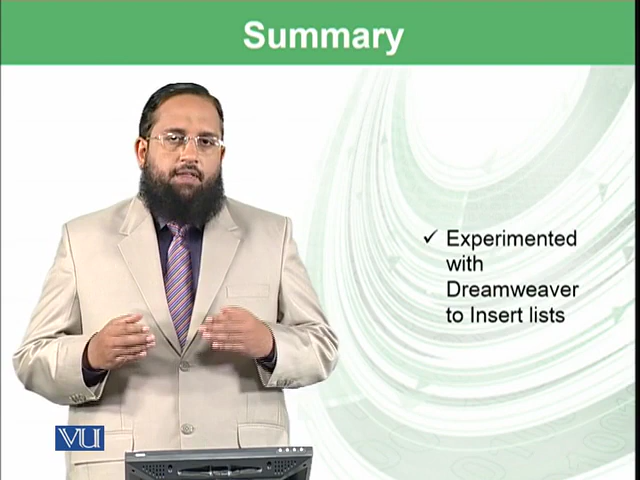 Summary
✓ Experimented
with
Dreamweaver
to Insert lists
VU